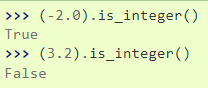 >>> (-2.0).is_integer()
True
>>> (3.2).is_integer()
False